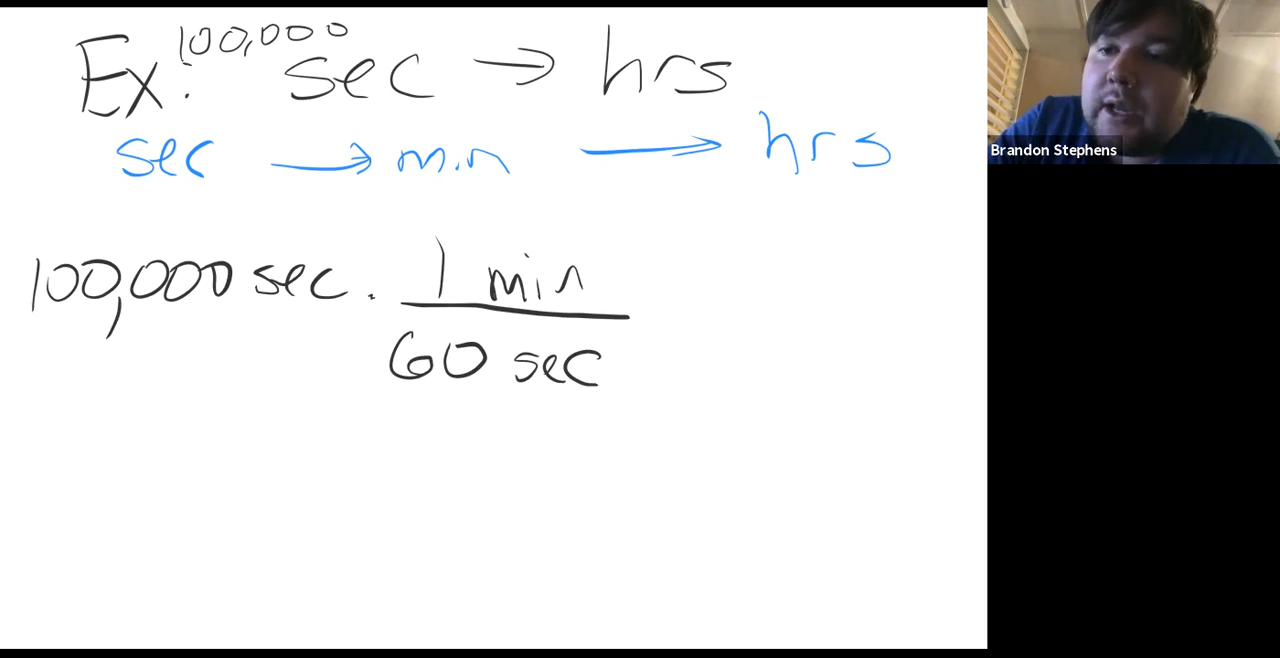 100,000
Ex: sec → hrs
sec → min → hrs
100,000 sec · 1 min
60 sec
Brandon Stephens